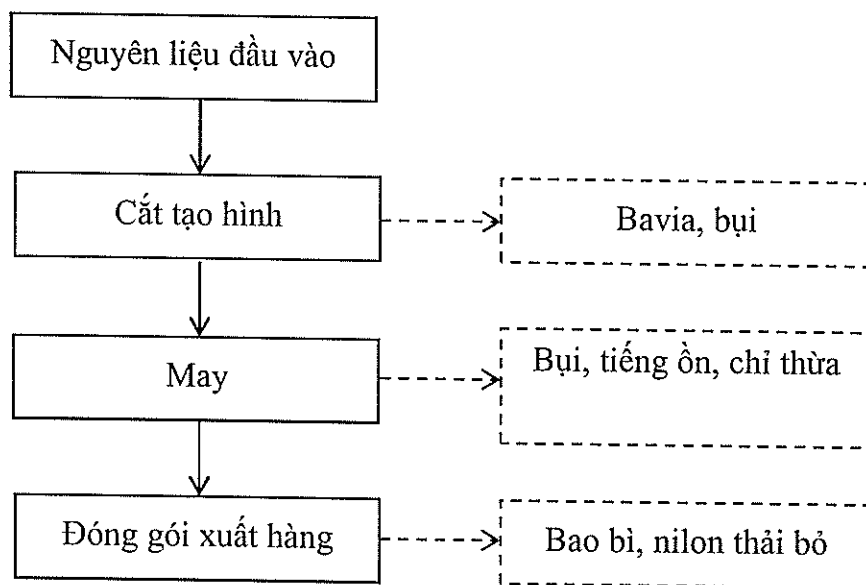 Nguyên liệu đầu vào
Cắt tạo hình
Bavia, bụi
May
Bụi, tiếng ồn, chỉ thừa
Đóng gói xuất hàng
Bao bì, nilon thải bỏ